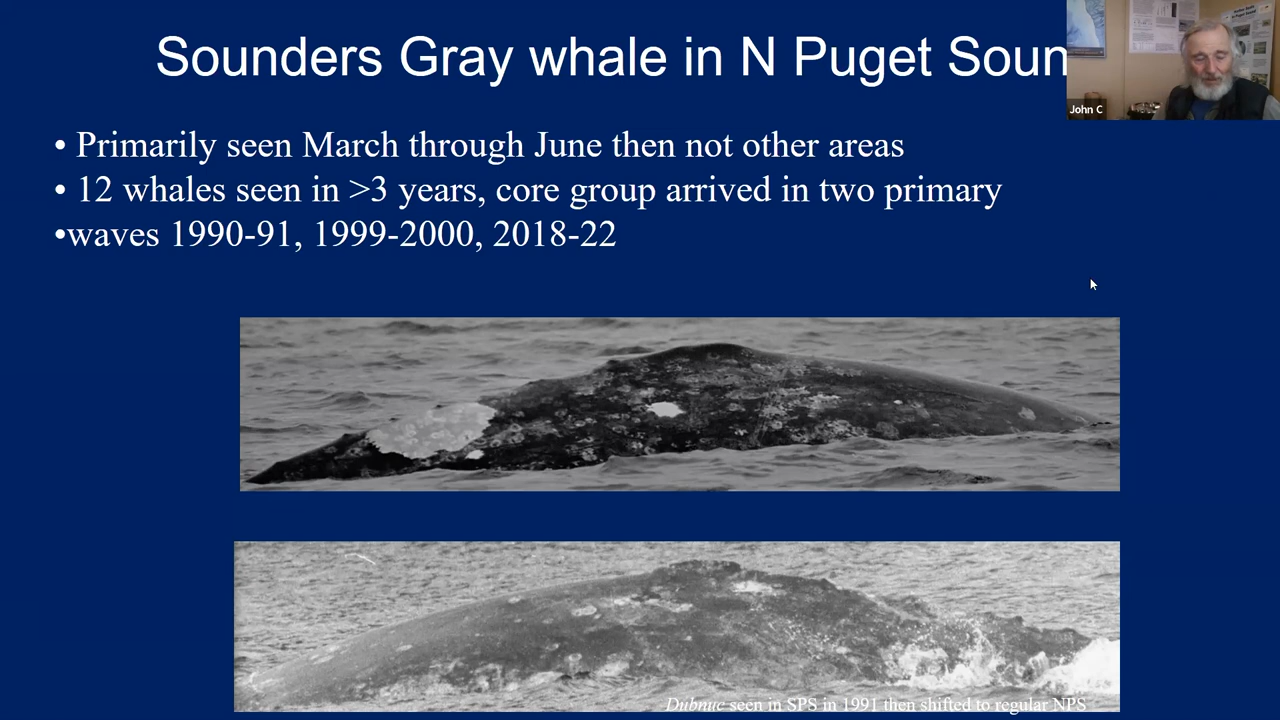 Sounders Gray whale in N Puget Soun
John C
• Primarily seen March through June then not other areas
• 12 whales seen in >3 years, core group arrived in two primary
•waves 1990-91, 1999-2000, 2018-22
Dubnuc seen in SPS in 1991 then shifted to regular NPS